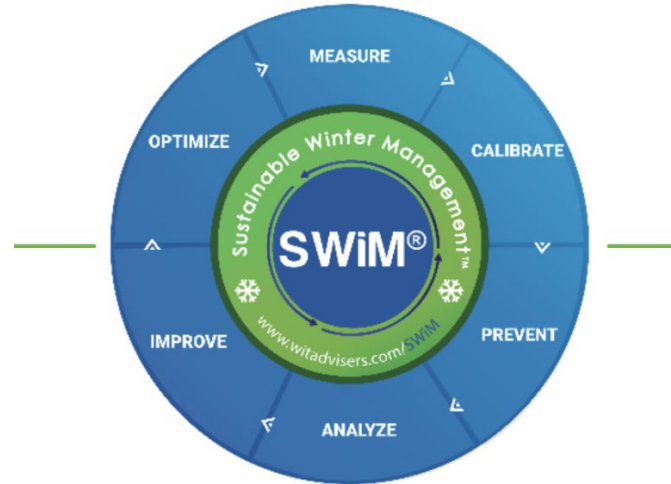 MEASURE
CALIBRATE
PREVENT
ANALYZE
IMPROVE
OPTIMIZE
Sustainable Winter Management™
SWiM®
www.witadvisers.com/SWiM